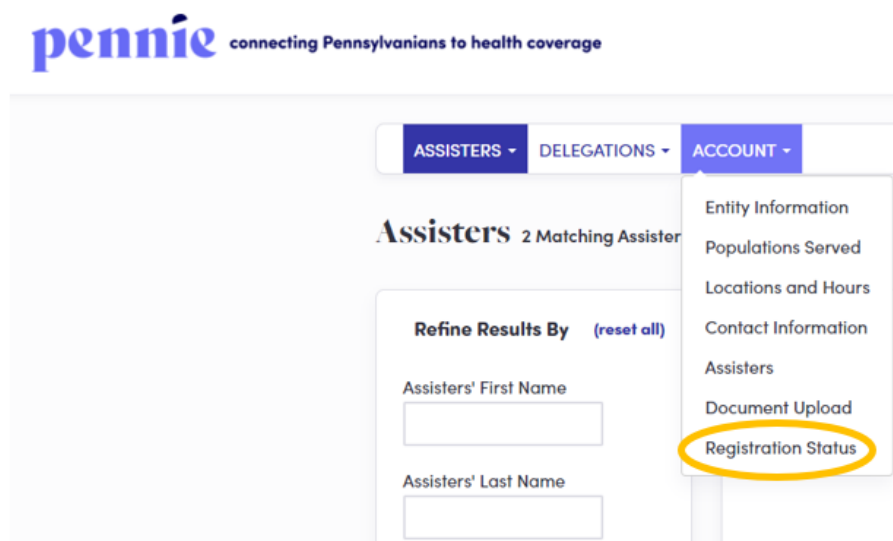 pennie connecting Pennsylvanians to health coverage
ASSISTERS DELEGATIONS ACCOUNT
Assisters 2 Matching Assister
Refine Results By (reset all)
Assisters' First Name
Assisters' Last Name
Entity Information
Populations Served
Locations and Hours
Contact Information
Assisters
Document Upload
Registration Status